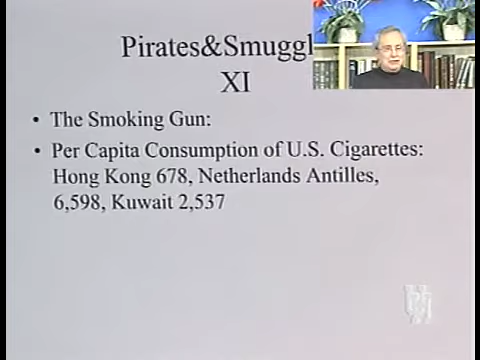 Pirates&Smuggl
XI
• The Smoking Gun:
• Per Capita Consumption of U.S. Cigarettes:
Hong Kong 678, Netherlands Antilles,
6,598, Kuwait 2,537